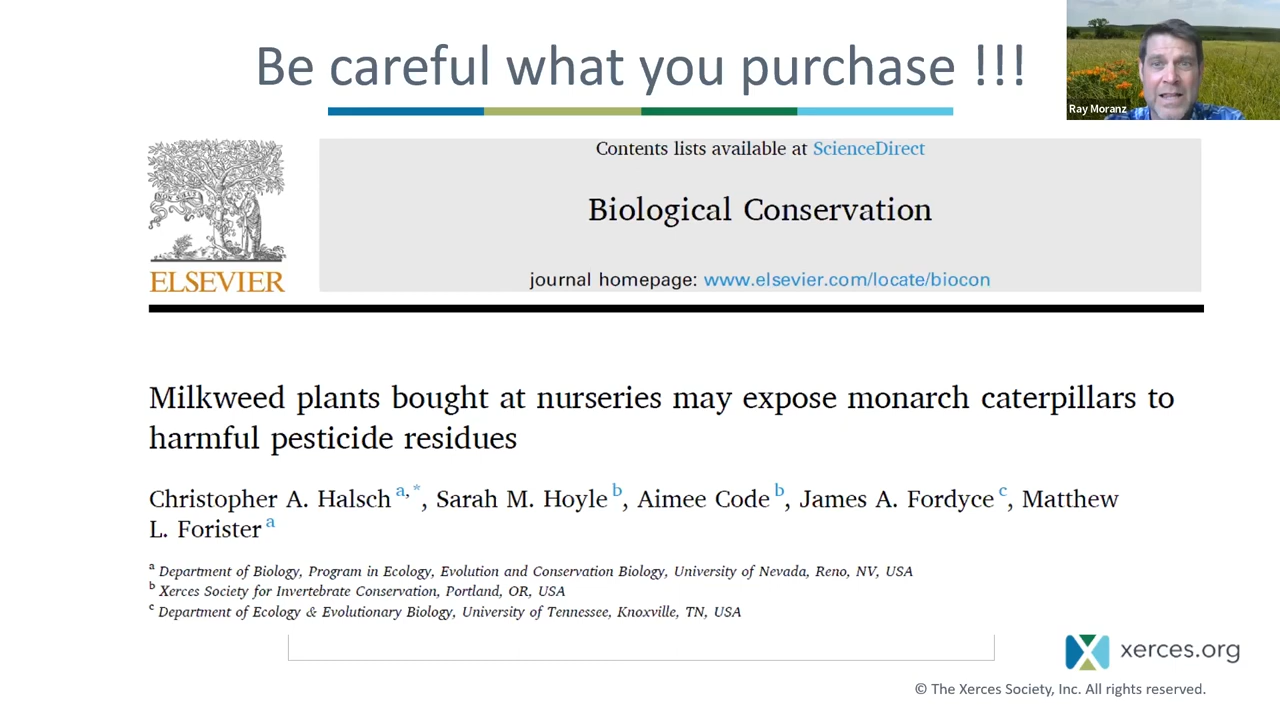 Be careful what you purchase !!!
Ray Moranz
Contents lists available at ScienceDirect
Biological Conservation
journal homepage: www.elsevier.com/locate/biocon
ELSEVIER
Milkweed plants bought at nurseries may expose monarch caterpillars to
harmful pesticide residues
Christopher A. Halsch a,*, Sarah M. Hoyle b, Aimee Code b, James A. Fordyce c, Matthew
L. Forister a
a Department of Biology, Program in Ecology, Evolution and Conservation Biology, University of Nevada, Reno, NV, USA
b Xerces Society for Invertebrate Conservation, Portland, OR, USA
c Department of Ecology & Evolutionary Biology, University of Tennessee, Knoxville, TN, USA
xerces.org
© The Xerces Society, Inc. All rights reserved.